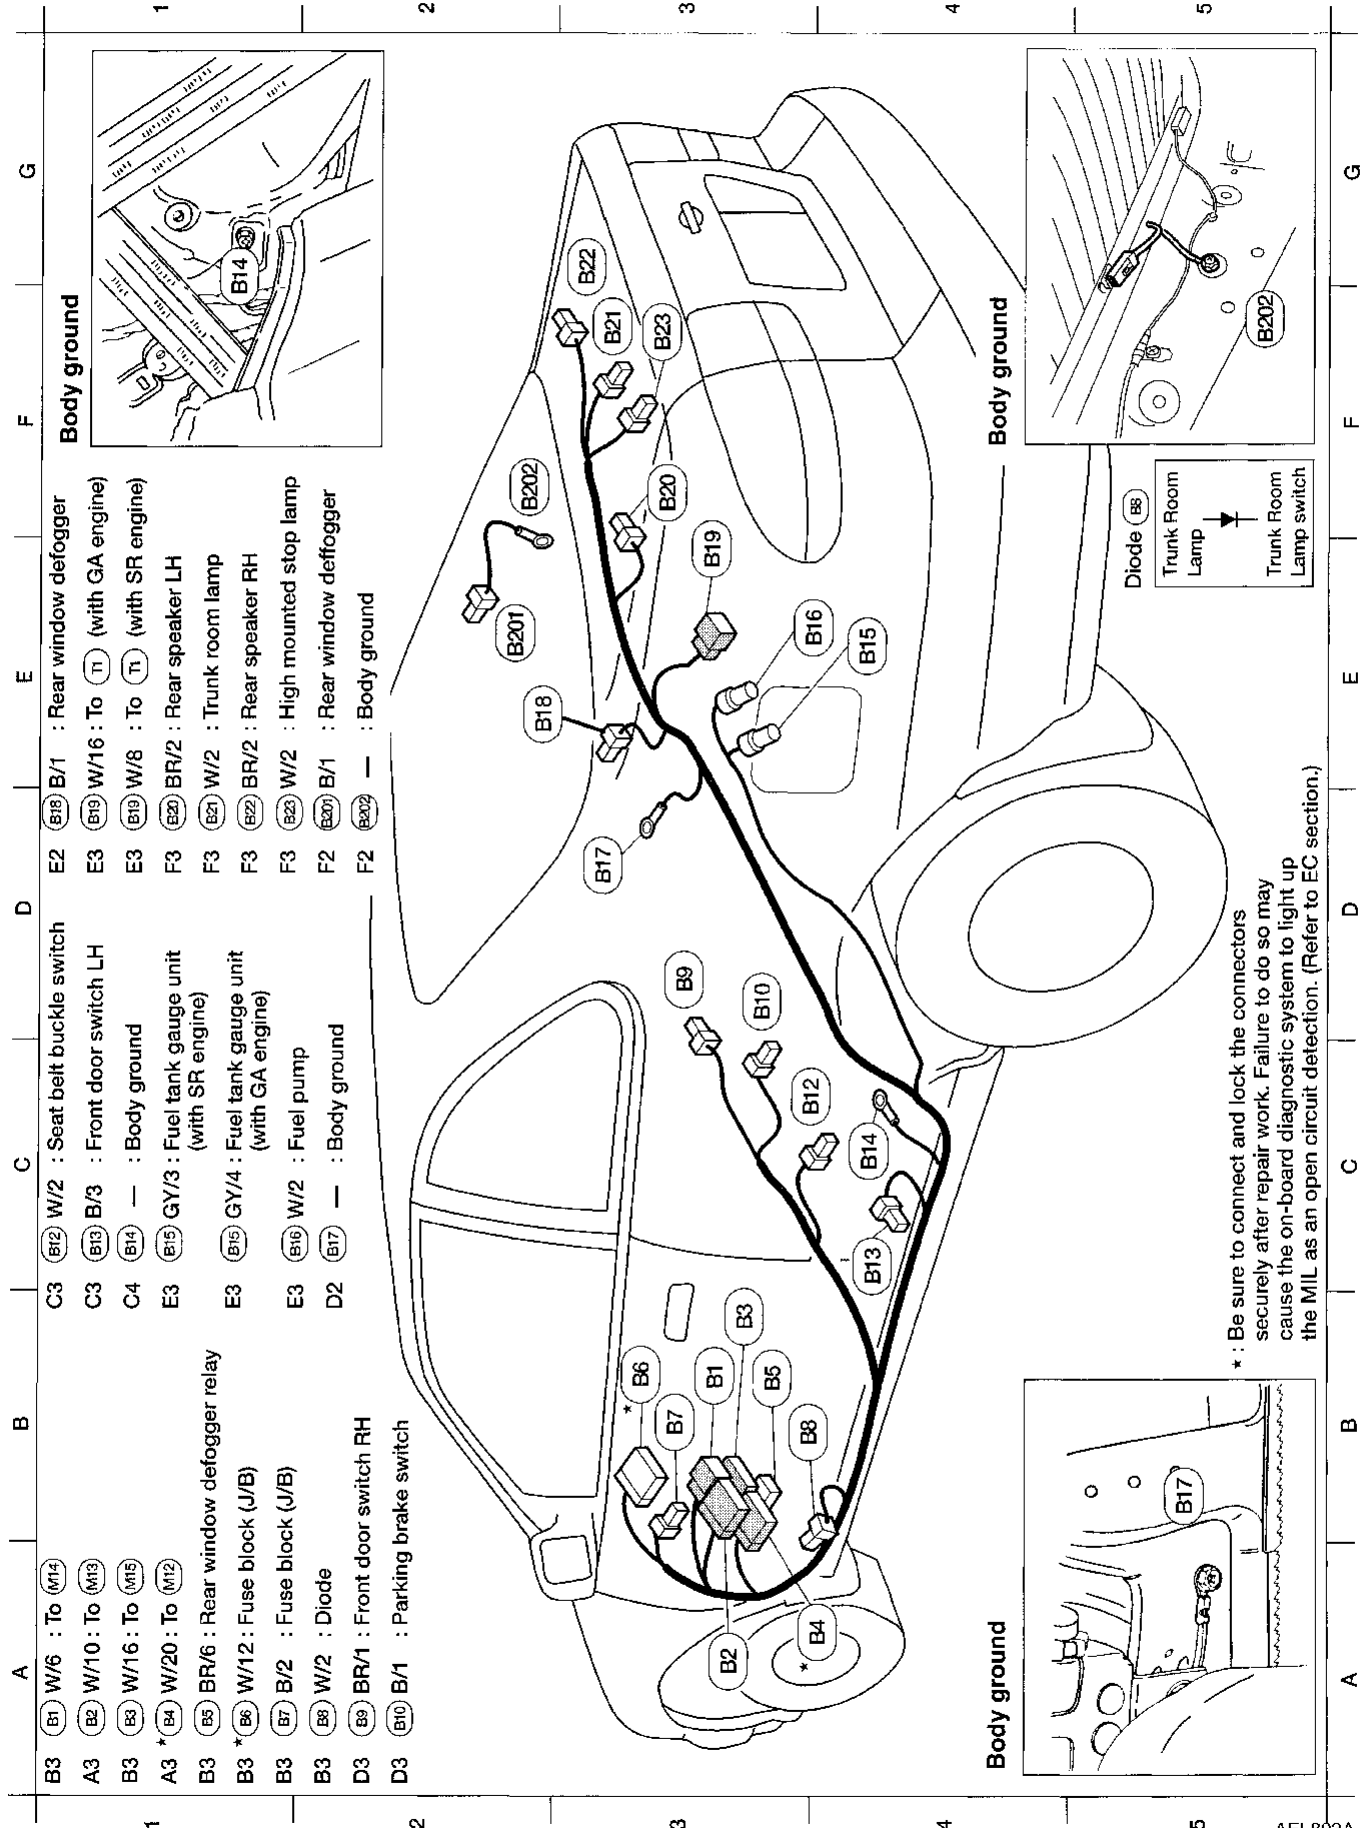 A B C D E F G
1
2
3
4
5
B3 B1 W/6 : To M14
A3 B2 W/10 : To M13
B3 B3 W/16 : To M15
A3 * B4 W/20 : To M12
B3 B5 BR/6 : Rear window defogger relay
B3 * B6 W/12 : Fuse block (J/B)
B3 B7 B/2 : Fuse block (J/B)
B3 B8 W/2 : Diode
D3 B9 BR/1 : Front door switch RH
D3 B10 B/1 : Parking brake switch
C3 B12 W/2 : Seat belt buckle switch
C3 B13 B/3 : Front door switch LH
C4 B14 — : Body ground
E3 B15 GY/3 : Fuel tank gauge unit
(with SR engine)
E3 B15 GY/4 : Fuel tank gauge unit
(with GA engine)
E3 B16 W/2 : Fuel pump
D2 B17 — : Body ground
E2 B18 B/1 : Rear window defogger
E3 B19 W/16 : To T1 (with GA engine)
E3 B19 W/8 : To T1 (with SR engine)
F3 B20 BR/2 : Rear speaker LH
F3 B21 W/2 : Trunk room lamp
F3 B22 BR/2 : Rear speaker RH
F3 B23 W/2 : High mounted stop lamp
F2 B201 B/1 : Rear window deffogger
F2 B202 — : Body ground
Body ground
B14
B202
B201
B22
B21
B23
B20
B19
B18
B16
B15
B17
B9
B10
B12
B14
B13
* B6
B7
B1
B3
B5
B8
B2
* B4
Body ground
B17
* : Be sure to connect and lock the connectors
securely after repair work. Failure to do so may
cause the on-board diagnostic system to light up
the MIL as an open circuit detection. (Refer to EC section.)
Diode B8
Trunk Room
Lamp
Trunk Room
Lamp switch
Body ground
B202
A B C D E F G
1
2
3
4
5